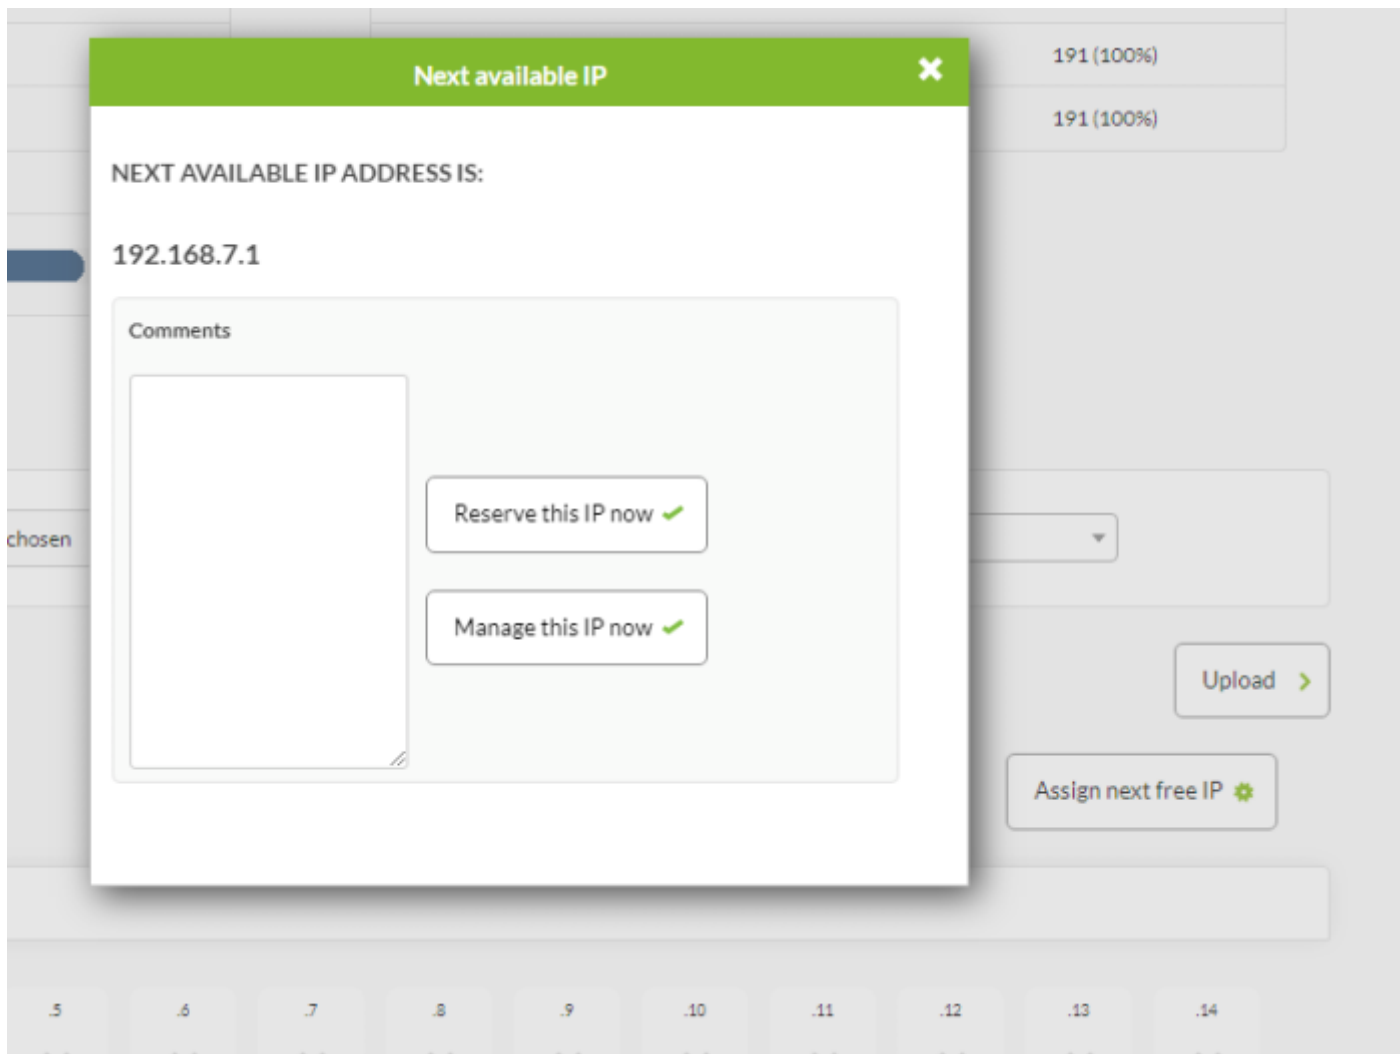 191 (100%)
191 (100%)
Next available IP
NEXT AVAILABLE IP ADDRESS IS:
192.168.7.1
Comments
Reserve this IP now
Manage this IP now
chosen
Upload
Assign next free IP
.5 .6 .7 .8 .9 .10 .11 .12 .13 .14